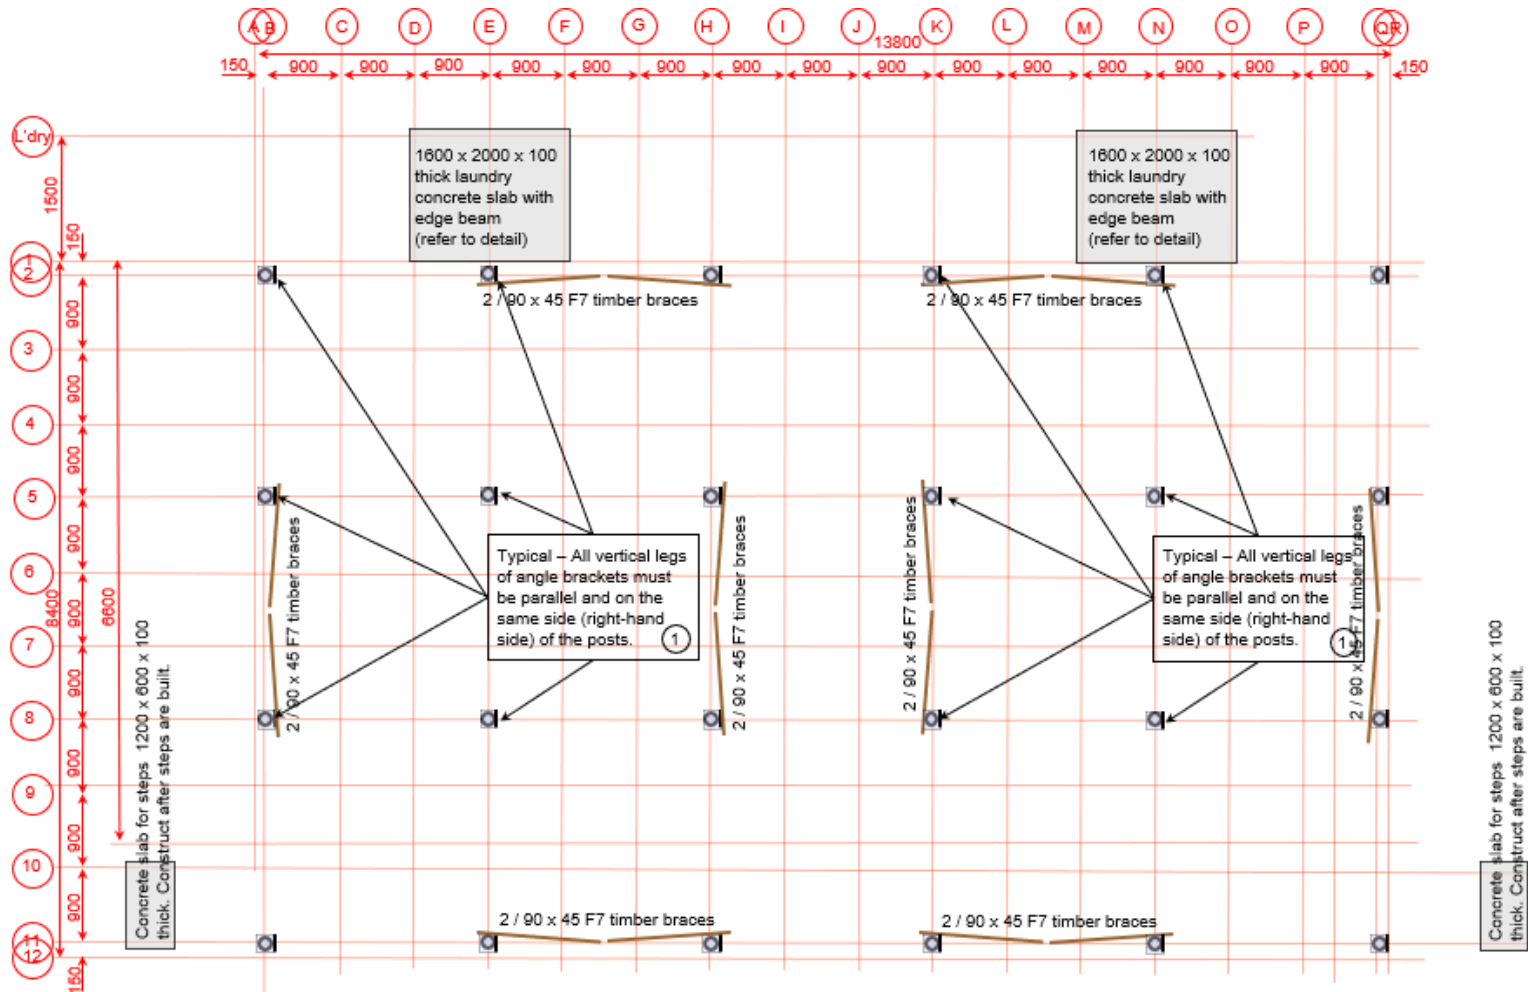 A B C D E F G H I J K L M N O P Q R
13800
150 900 900 900 900 900 900 900 900 900 900 900 900 900 900 900 150
L'dry
1500
150
1
2
900
3
900
4
900
5
900
6
900
7
900
8
900
9
900
10
900
11
12
150
8400
6600
1600 x 2000 x 100
thick laundry
concrete slab with
edge beam
(refer to detail)
1600 x 2000 x 100
thick laundry
concrete slab with
edge beam
(refer to detail)
2 / 90 x 45 F7 timber braces
2 / 90 x 45 F7 timber braces
2 / 90 x 45 F7 timber braces
Typical – All vertical legs
of angle brackets must
be parallel and on the
same side (right-hand
side) of the posts.
1
2 / 90 x 45 F7 timber braces
2 / 90 x 45 F7 timber braces
Typical – All vertical legs
of angle brackets must
be parallel and on the
same side (right-hand
side) of the posts.
1
2 / 90 x 45 F7 timber braces
Concrete slab for steps 1200 x 600 x 100
thick. Construct after steps are built.
Concrete slab for steps 1200 x 600 x 100
thick. Construct after steps are built.
2 / 90 x 45 F7 timber braces
2 / 90 x 45 F7 timber braces